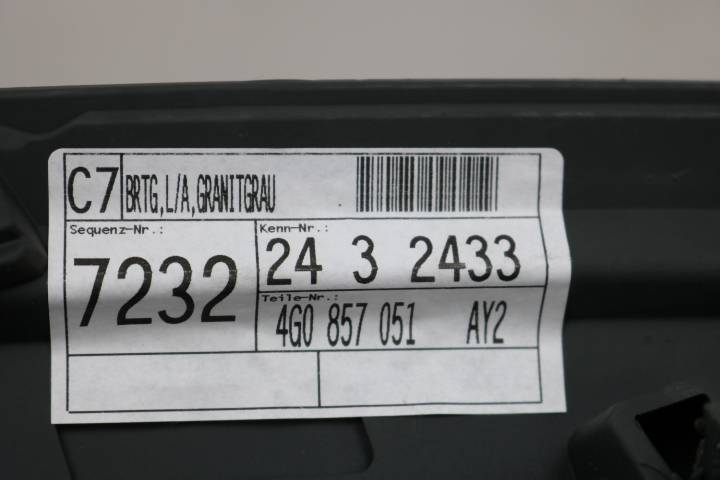 C7 BRTG,L/A,GRANITGRAU
Sequenz-Nr.:
7232
Kenn-Nr.:
24 3 2433
Teile-Nr.:
4G0 857 051 AY2